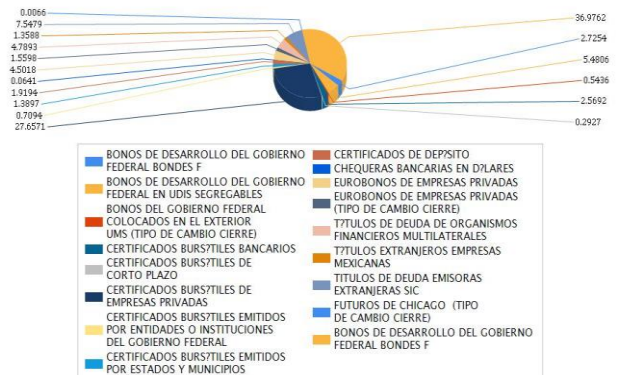 0.0066
7.5479
1.3588
4.7893
1.5598
4.5018
0.0641
1.9194
1.3897
0.7094
27.6571
36.9762
2.7254
5.4806
0.5436
2.5692
0.2927
BONOS DE DESARROLLO DEL GOBIERNO
FEDERAL BONDES F
BONOS DE DESARROLLO DEL GOBIERNO
FEDERAL EN UDIS SEGREGABLES
BONOS DEL GOBIERNO FEDERAL
COLOCADOS EN EL EXTERIOR
UMS (TIPO DE CAMBIO CIERRE)
CERTIFICADOS BURS?TILES BANCARIOS
CERTIFICADOS BURS?TILES DE
CORTO PLAZO
CERTIFICADOS BURS?TILES DE
EMPRESAS PRIVADAS
CERTIFICADOS BURS?TILES EMITIDOS
POR ENTIDADES O INSTITUCIONES
DEL GOBIERNO FEDERAL
CERTIFICADOS BURS?TILES EMITIDOS
POR ESTADOS Y MUNICIPIOS
CERTIFICADOS DE DEP?SITO
CHEQUERAS BANCARIAS EN D?LARES
EUROBONOS DE EMPRESAS PRIVADAS
EUROBONOS DE EMPRESAS PRIVADAS
(TIPO DE CAMBIO CIERRE)
T?TULOS DE DEUDA DE ORGANISMOS
FINANCIEROS MULTILATERALES
T?TULOS EXTRANJEROS EMPRESAS
MEXICANAS
TITULOS DE DEUDA EMISORAS
EXTRANJERAS SIC
FUTUROS DE CHICAGO (TIPO
DE CAMBIO CIERRE)
BONOS DE DESARROLLO DEL GOBIERNO
FEDERAL BONDES F